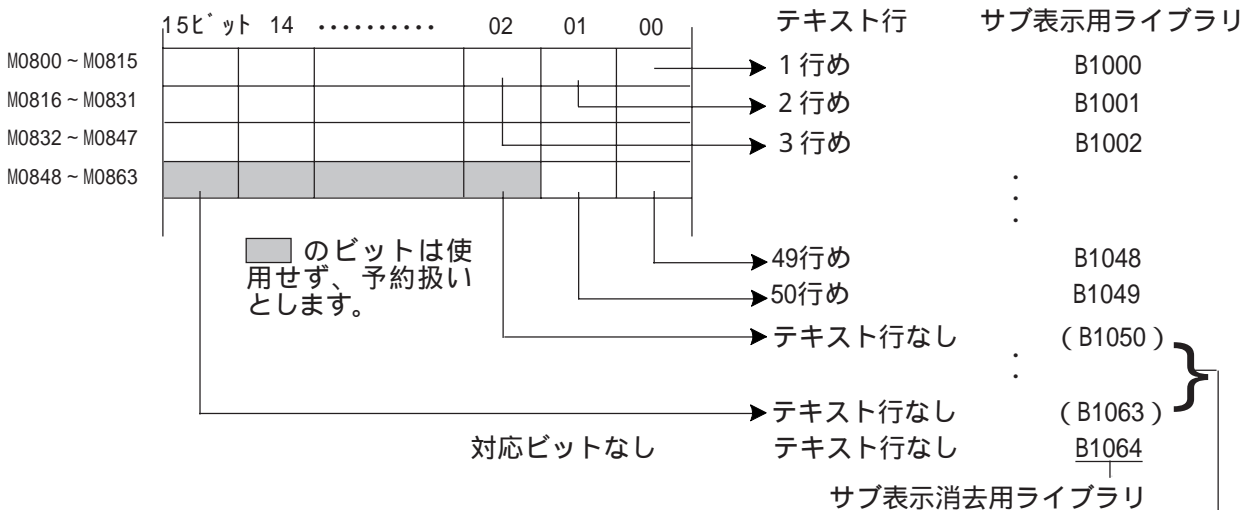 15ビット 14 ・・・・・・・・・・ 02 01 00 テキスト行 サブ表示用ライブラリ
M0800～M0815 1行め B1000
M0816～M0831 2行め B1001
M0832～M0847 3行め B1002
M0848～M0863
のビットは使
用せず、予約扱い
とします。
49行め B1048
50行め B1049
テキスト行なし (B1050)
テキスト行なし (B1063)
対応ビットなし テキスト行なし B1064
サブ表示消去用ライブラリ